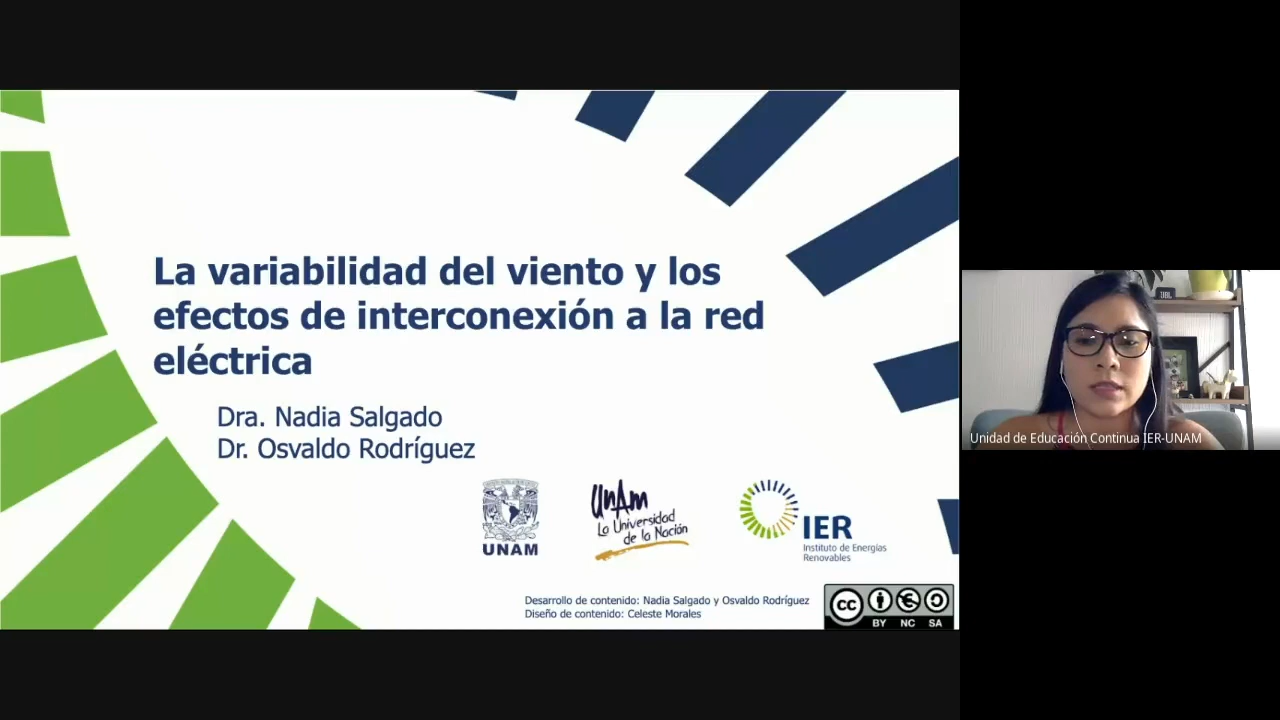 La variabilidad del viento y los
efectos de interconexión a la red
eléctrica
Dra. Nadia Salgado
Dr. Osvaldo Rodríguez
UNAM
UnAm
La Universidad
de la Nación
IER
Instituto de Energías
Renovables
Desarrollo de contenido: Nadia Salgado y Osvaldo Rodríguez
Diseño de contenido: Celeste Morales
cc
BY NC SA
Unidad de Educación Continua IER-UNAM